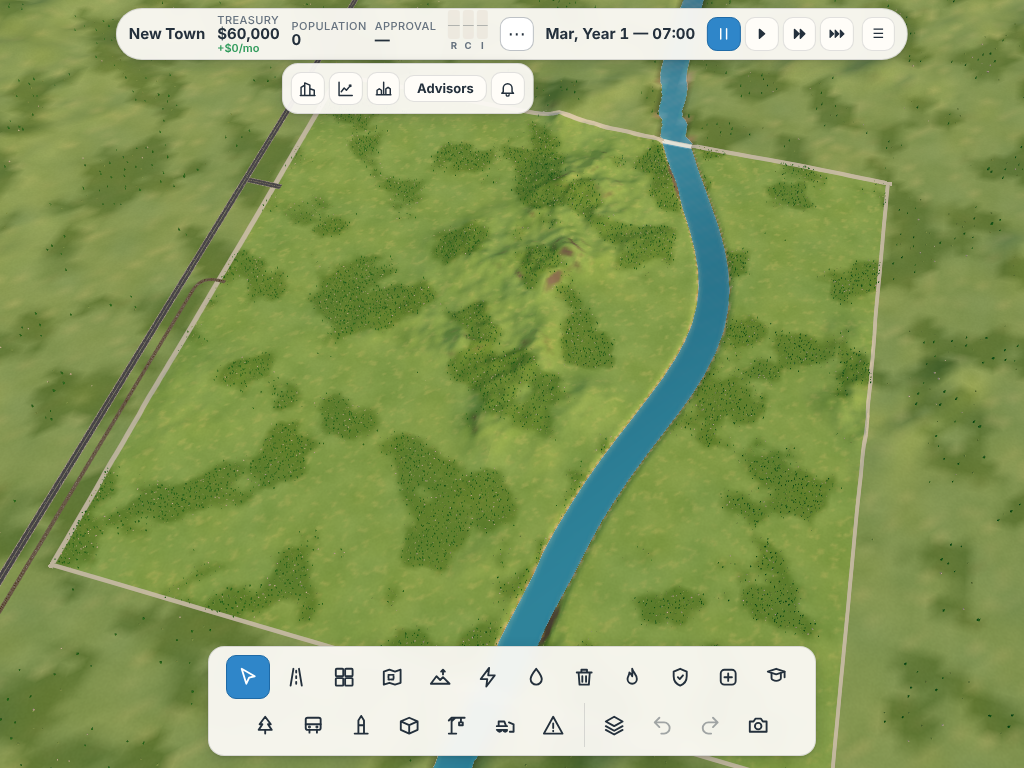 New Town
TREASURY
$60,000
+$0/mo
POPULATION
0
APPROVAL
—
R C I
Mar, Year 1 — 07:00
Advisors